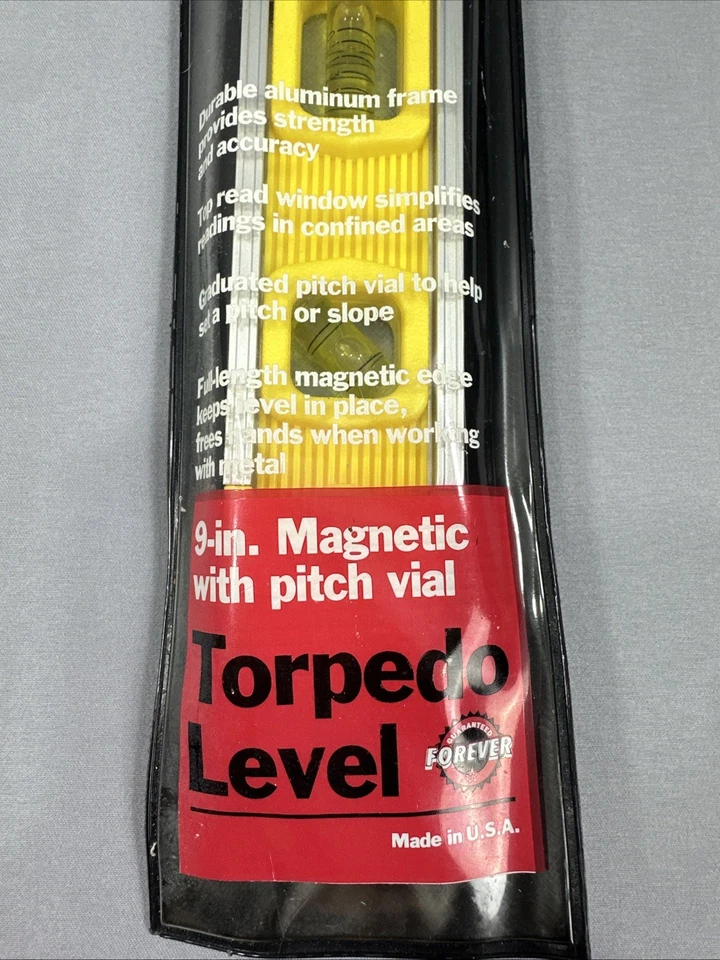 Durable aluminum frame
provides strength
and accuracy
Top read window simplifies
readings in confined areas
Graduated pitch vial to help
set a pitch or slope
Full-length magnetic edge
keeps level in place,
frees hands when working
with metal
9-in. Magnetic
with pitch vial
Torpedo
Level
GUARANTEED
FOREVER
Made in U.S.A.